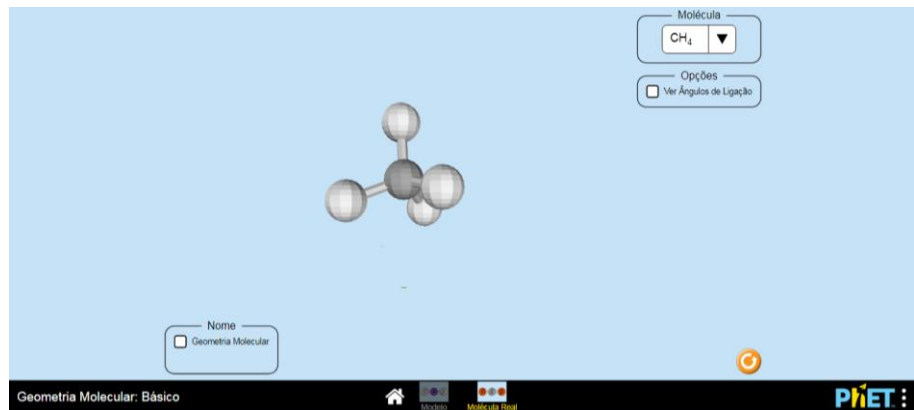 Molécula
CH₄
Opções
Ver Ângulos de Ligação
Nome
Geometria Molecular
Geometria Molecular: Básico
Modelo
Molécula Real
PhET